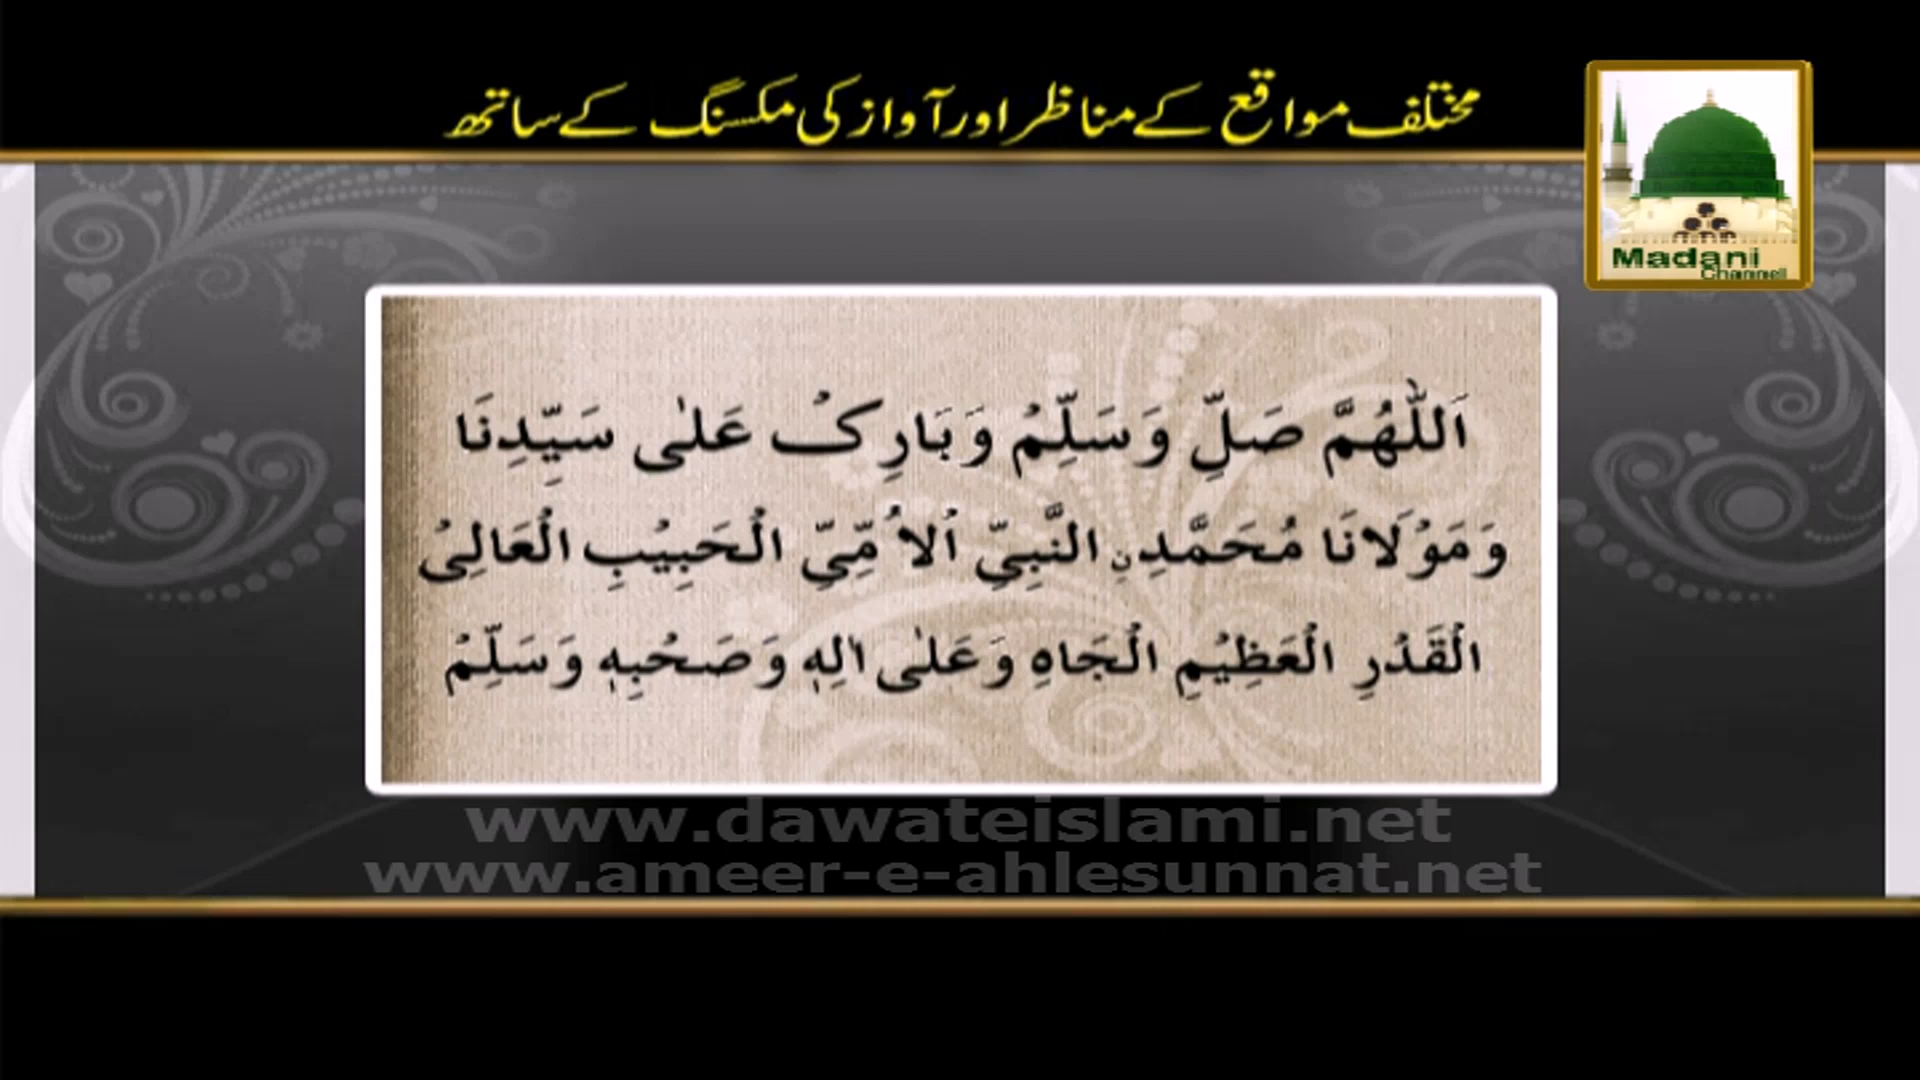 مختلف مواقع کے مناظر اور آواز کی مکسنگ کے ساتھ
Madani
Channel
اَللّٰهُمَّ صَلِّ وَسَلِّمْ وَبَارِکْ عَلٰی سَیِّدِنَا
وَمَوْلَانَا مُحَمَّدِنِ النَّبِیِّ الْاُمِّیِّ الْحَبِیْبِ الْعَالِی
الْقَدْرِ الْعَظِیْمِ الْجَاهِ وَعَلٰی اٰلِهٖ وَصَحْبِهٖ وَسَلِّمْ
www.dawateislami.net
www.ameer-e-ahlesunnat.net